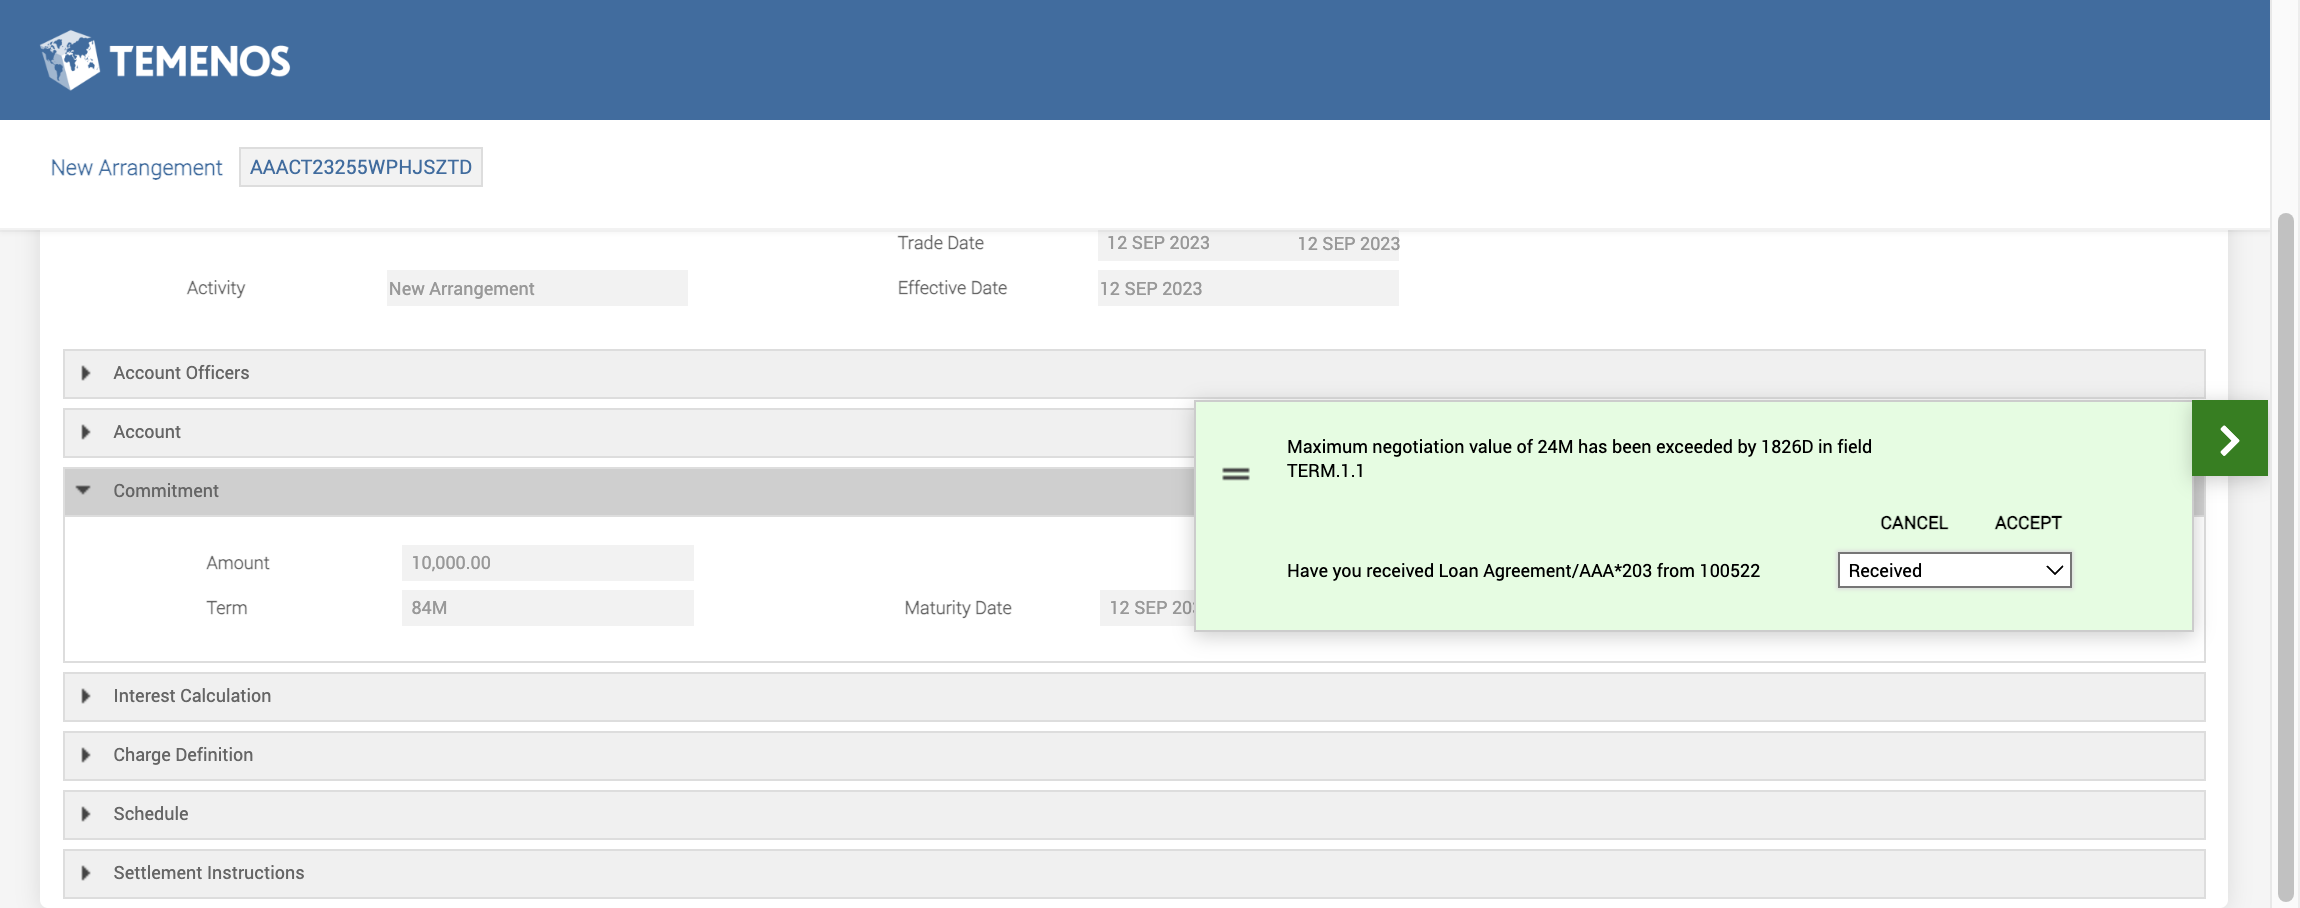 TEMENOS
New Arrangement AAACT23255WPHJSZTD
Trade Date 12 SEP 2023 12 SEP 2023
Activity New Arrangement Effective Date 12 SEP 2023
Account Officers
Account
Commitment
Amount 10,000.00
Term 84M Maturity Date 12 SEP 20
Maximum negotiation value of 24M has been exceeded by 1826D in field
TERM.1.1
CANCEL ACCEPT
Have you received Loan Agreement/AAA*203 from 100522 Received
Interest Calculation
Charge Definition
Schedule
Settlement Instructions